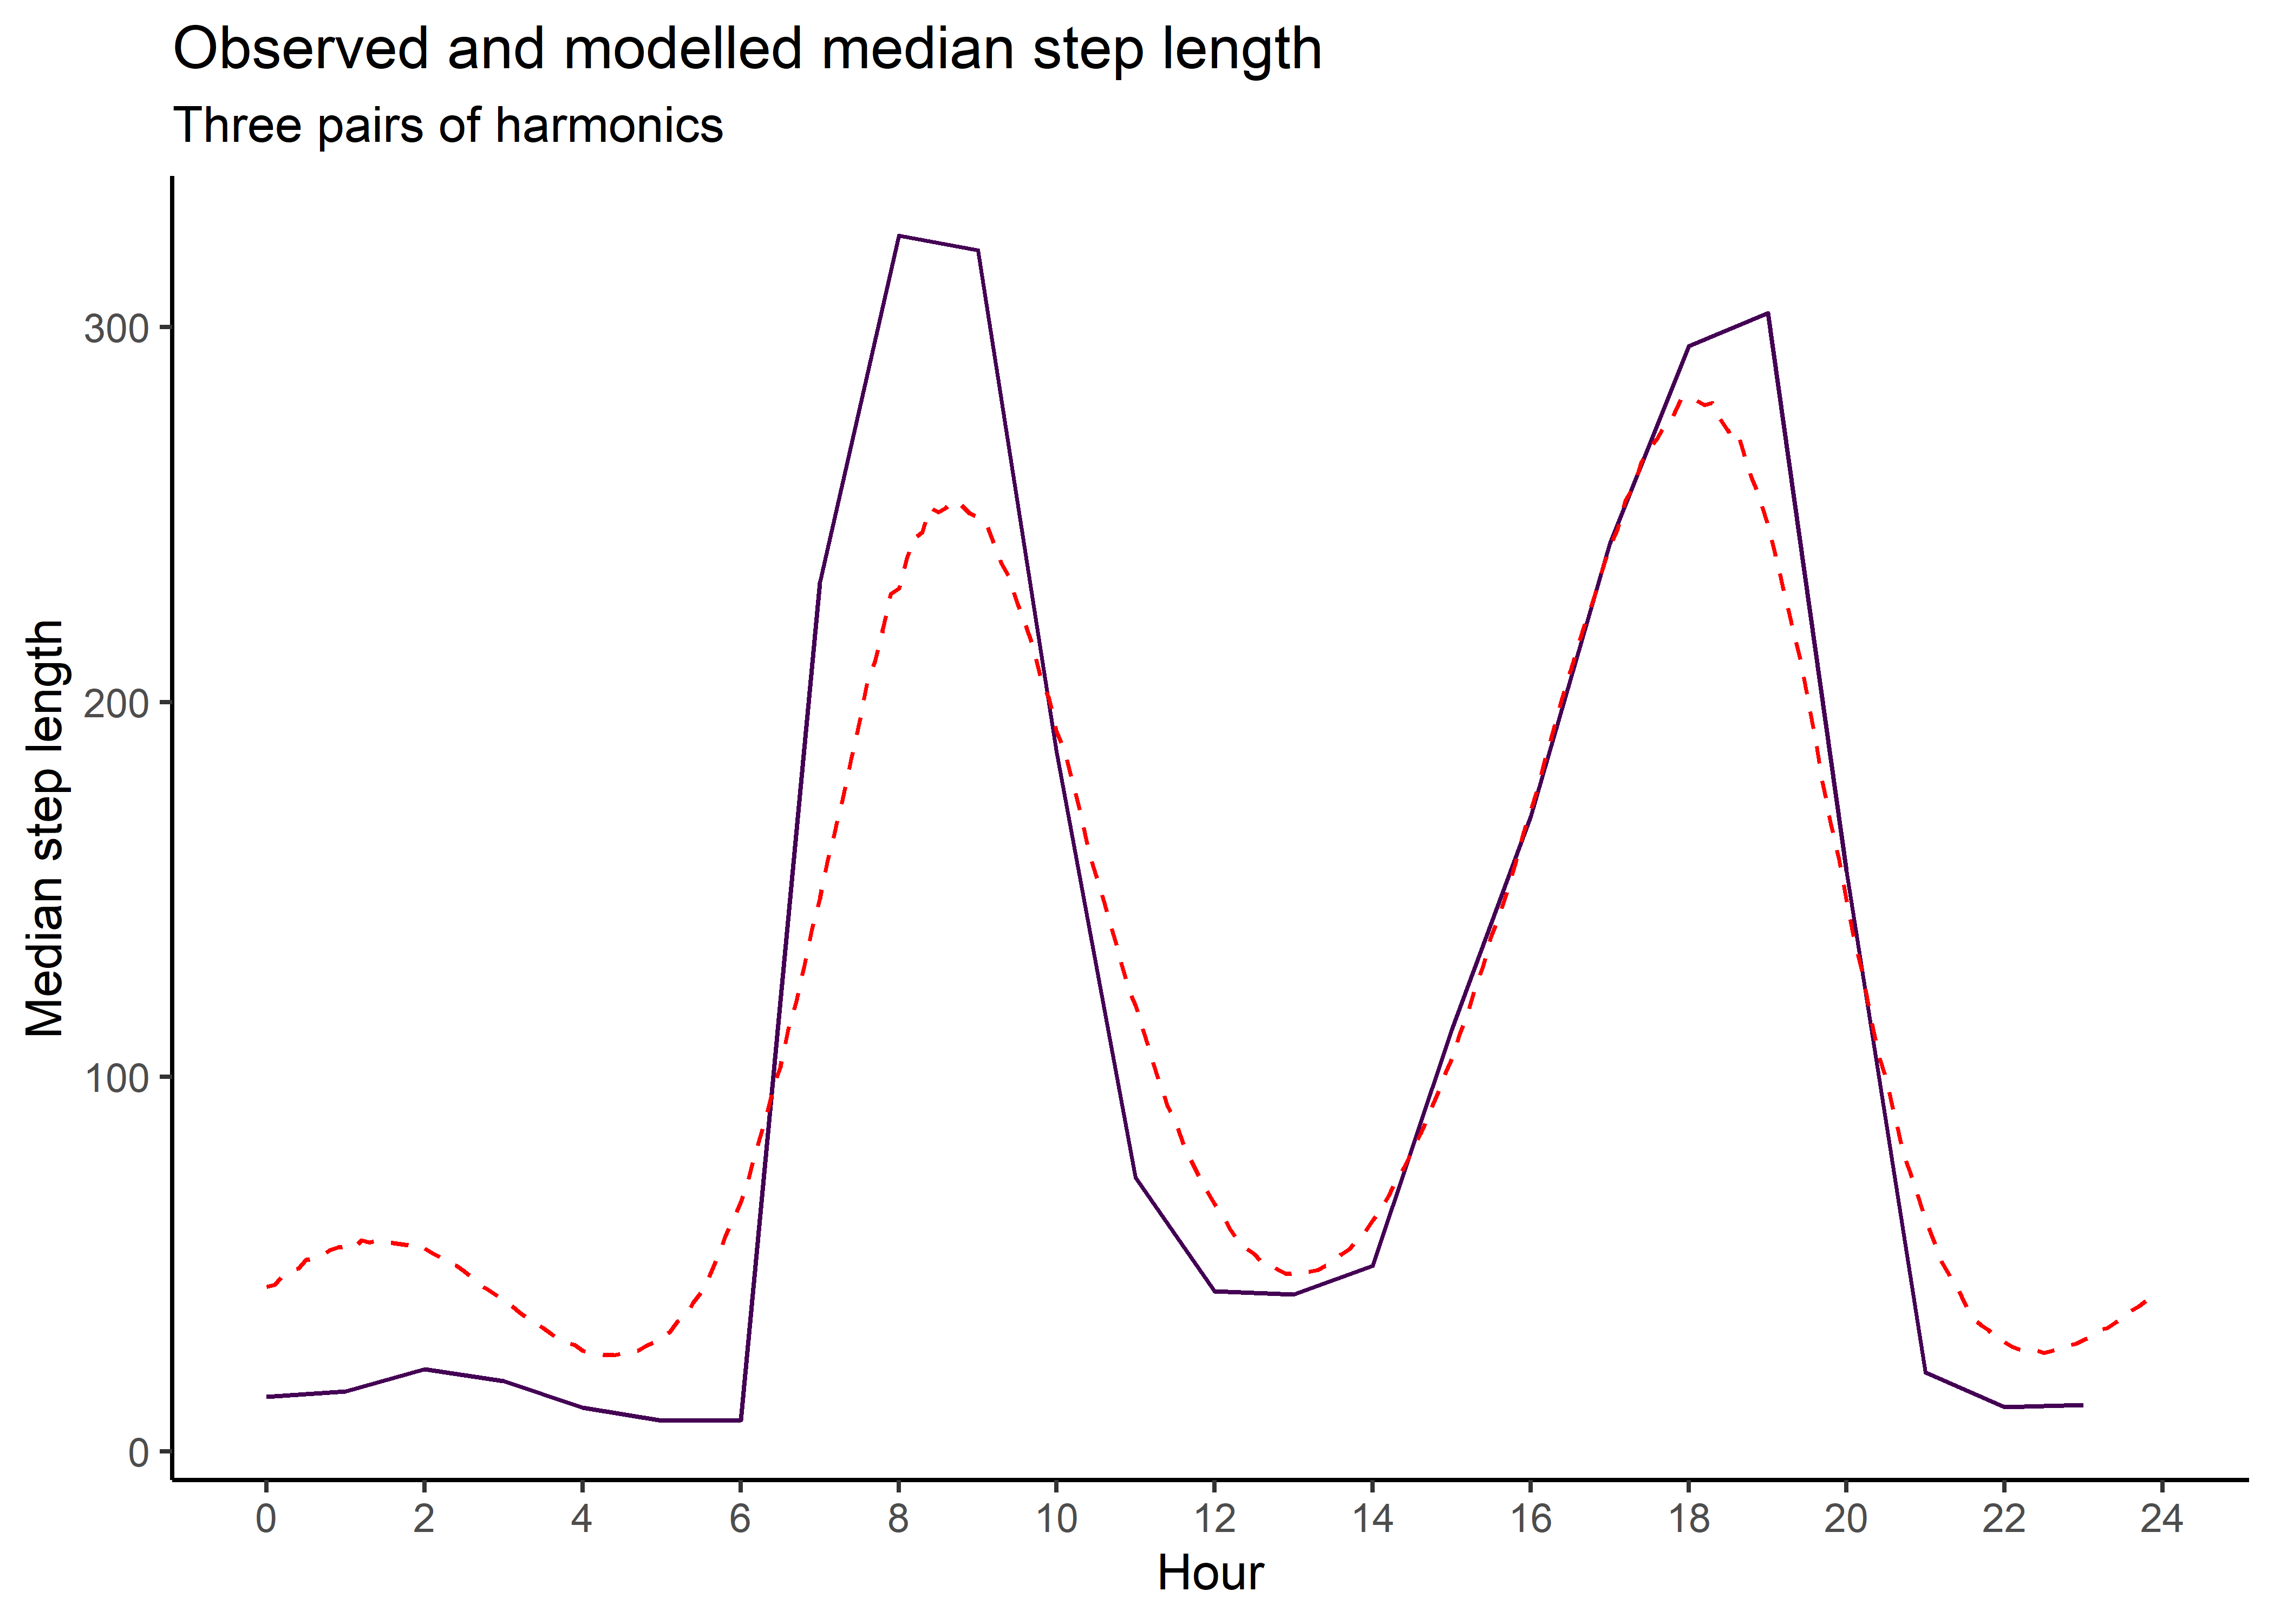 Observed and modelled median step length
Three pairs of harmonics
Median step length
300
200
100
0
0 2 4 6 8 10 12 14 16 18 20 22 24
Hour